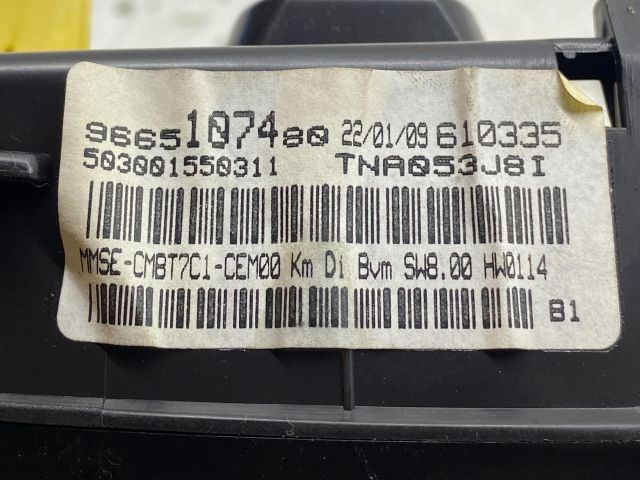 9665107480 22/01/09 610335
503001550311 TNA053J8I
MMSE-CMBT7C1-CEM00 Km Di Bvm SW8.00 HW0114
B1